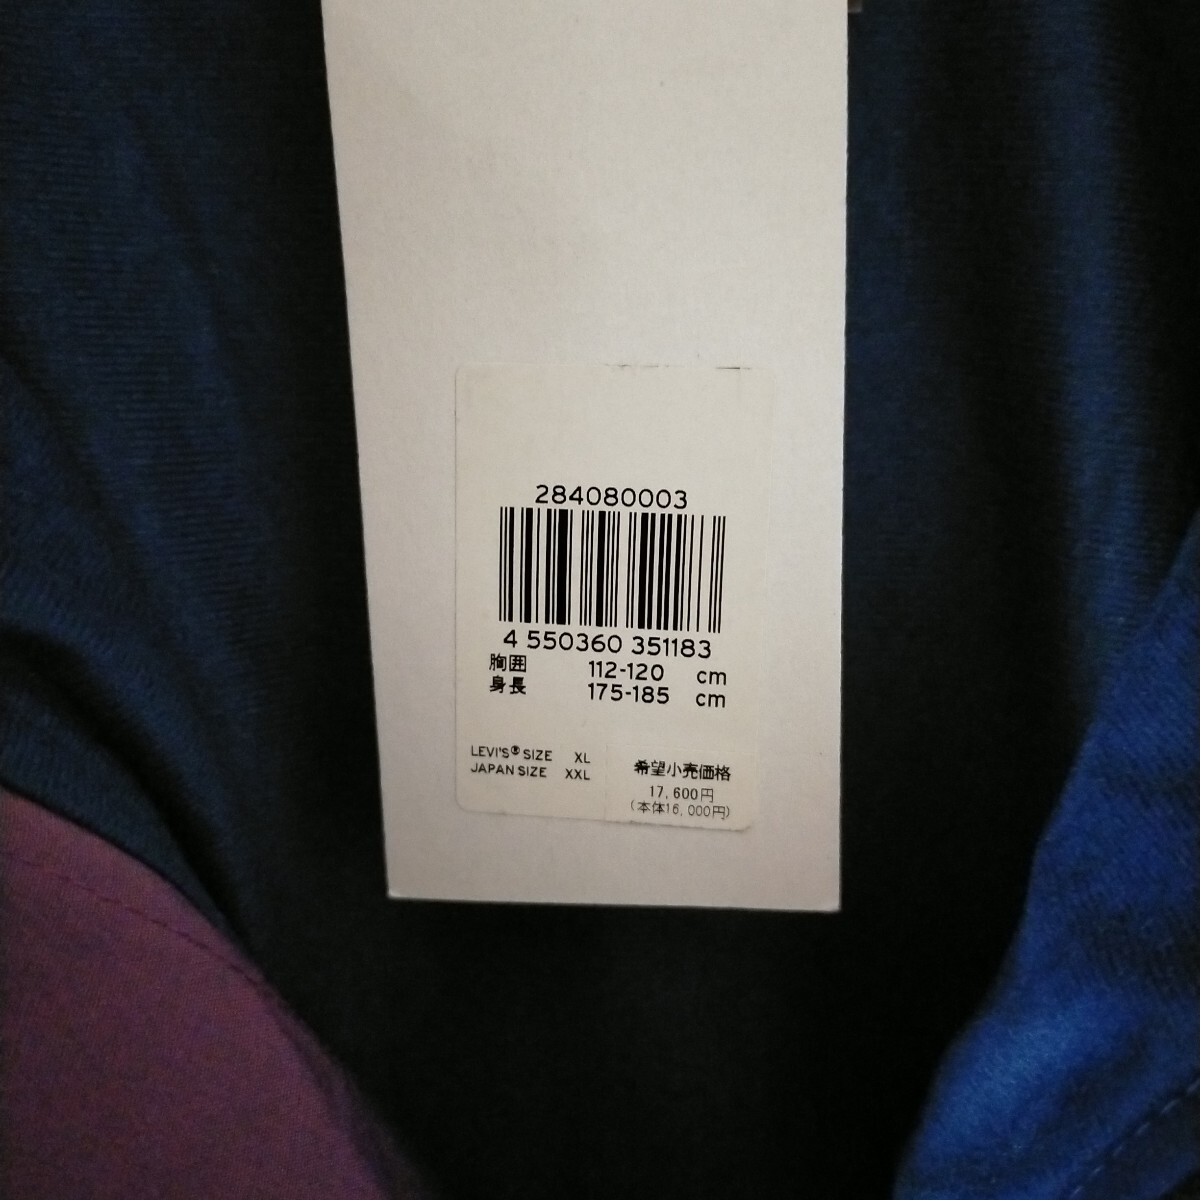 284080003
4 550360 351183
胸囲 112-120 cm
身長 175-185 cm
LEVI'S® SIZE XL
JAPAN SIZE XXL
希望小売価格
17,600円
(本体16,000円)